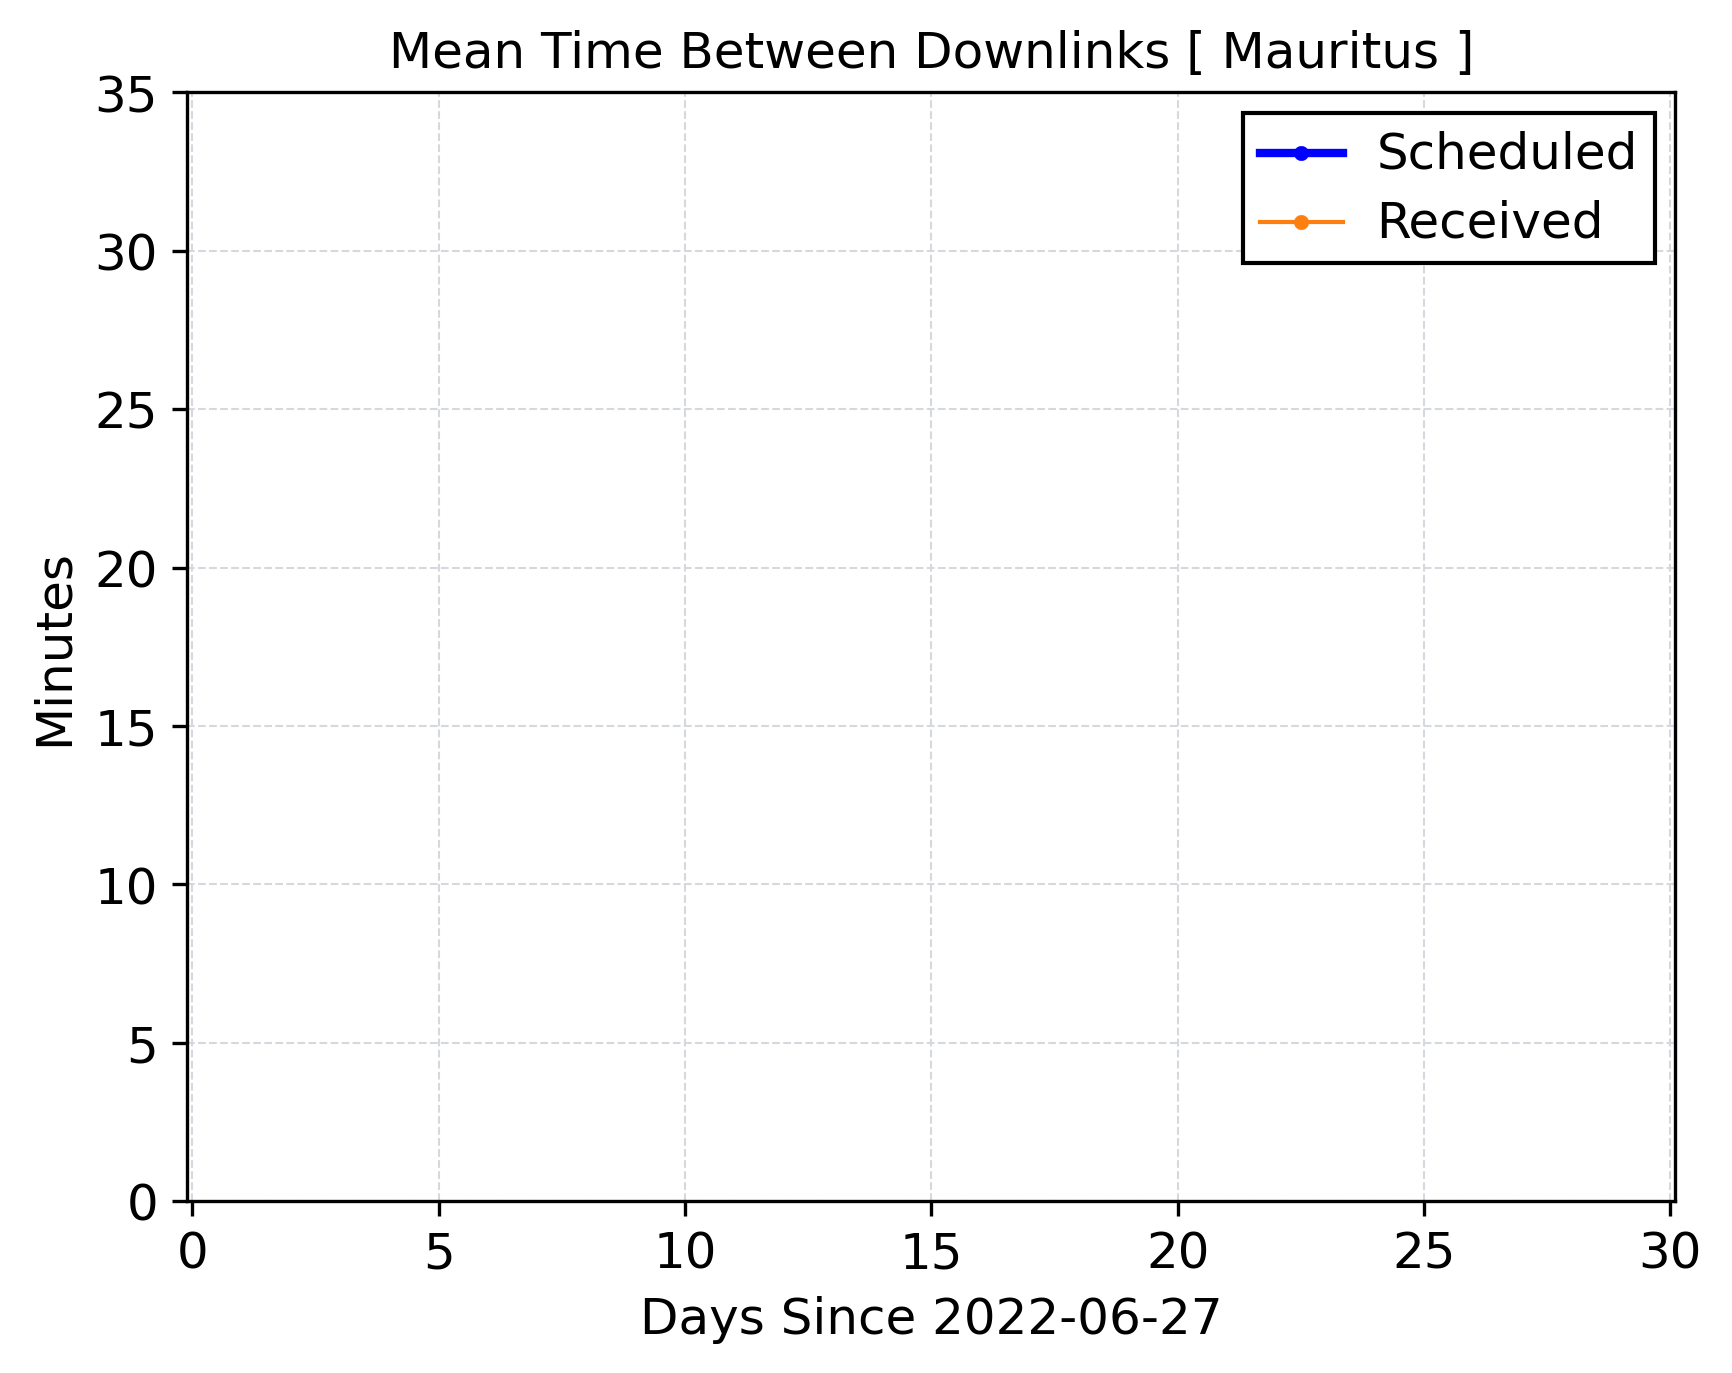 Mean Time Between Downlinks [ Mauritus ]
Scheduled
Received
35
30
25
20
15
10
5
0
Minutes
0 5 10 15 20 25 30
Days Since 2022-06-27